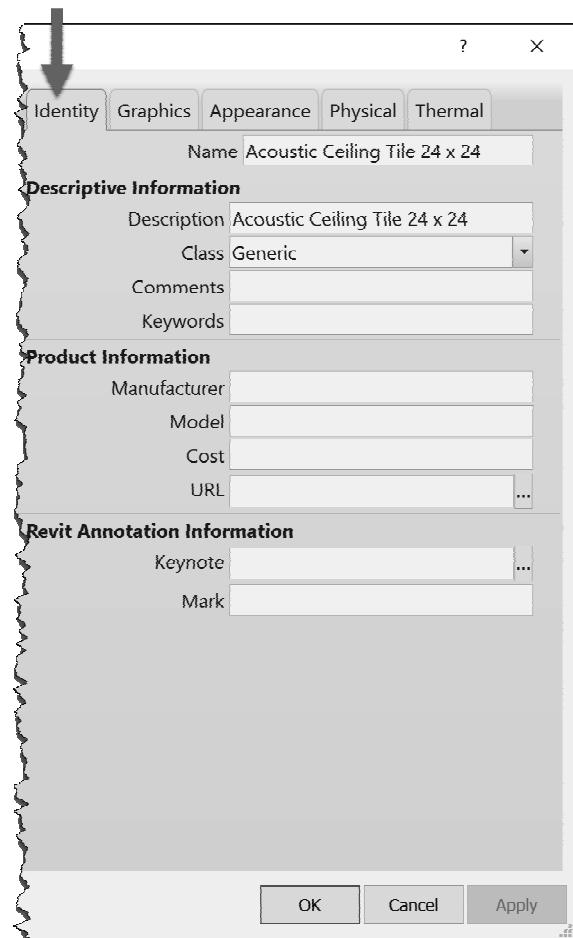 ?
Identity Graphics Appearance Physical Thermal
Name Acoustic Ceiling Tile 24 x 24
Descriptive Information
Description Acoustic Ceiling Tile 24 x 24
Class Generic
Comments
Keywords
Product Information
Manufacturer
Model
Cost
URL ...
Revit Annotation Information
Keynote ...
Mark
OK Cancel Apply